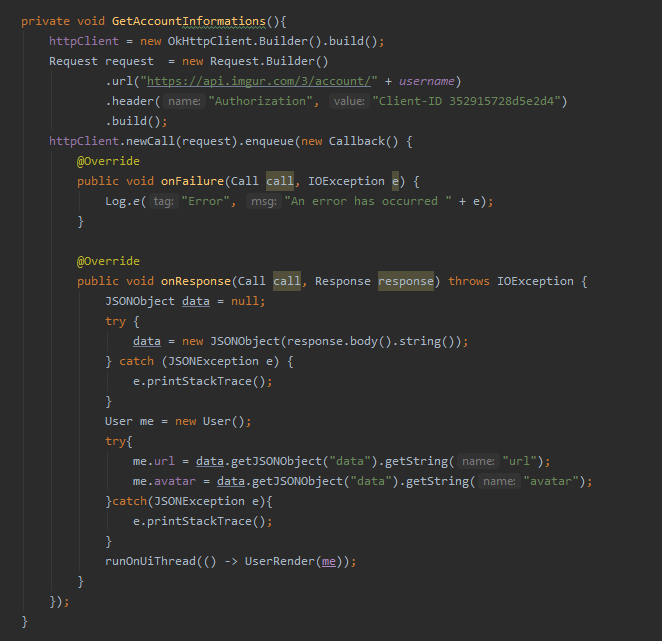 private void GetAccountInformations(){
httpClient = new OkHttpClient.Builder().build();
Request request  = new Request.Builder()
.url("https://api.imgur.com/3/account/" + username)
.header( name: "Authorization", value: "Client-ID 352915728d5e2d4")
.build();
httpClient.newCall(request).enqueue(new Callback() {
@Override
public void onFailure(Call call, IOException e) {
Log.e( tag: "Error", msg: "An error has occurred " + e);
}
@Override
public void onResponse(Call call, Response response) throws IOException {
JSONObject data = null;
try {
data = new JSONObject(response.body().string());
} catch (JSONException e) {
e.printStackTrace();
}
User me = new User();
try{
me.url = data.getJSONObject("data").getString( name: "url");
me.avatar = data.getJSONObject("data").getString( name: "avatar");
}catch(JSONException e){
e.printStackTrace();
}
runOnUiThread(() -> UserRender(me));
}
});
}